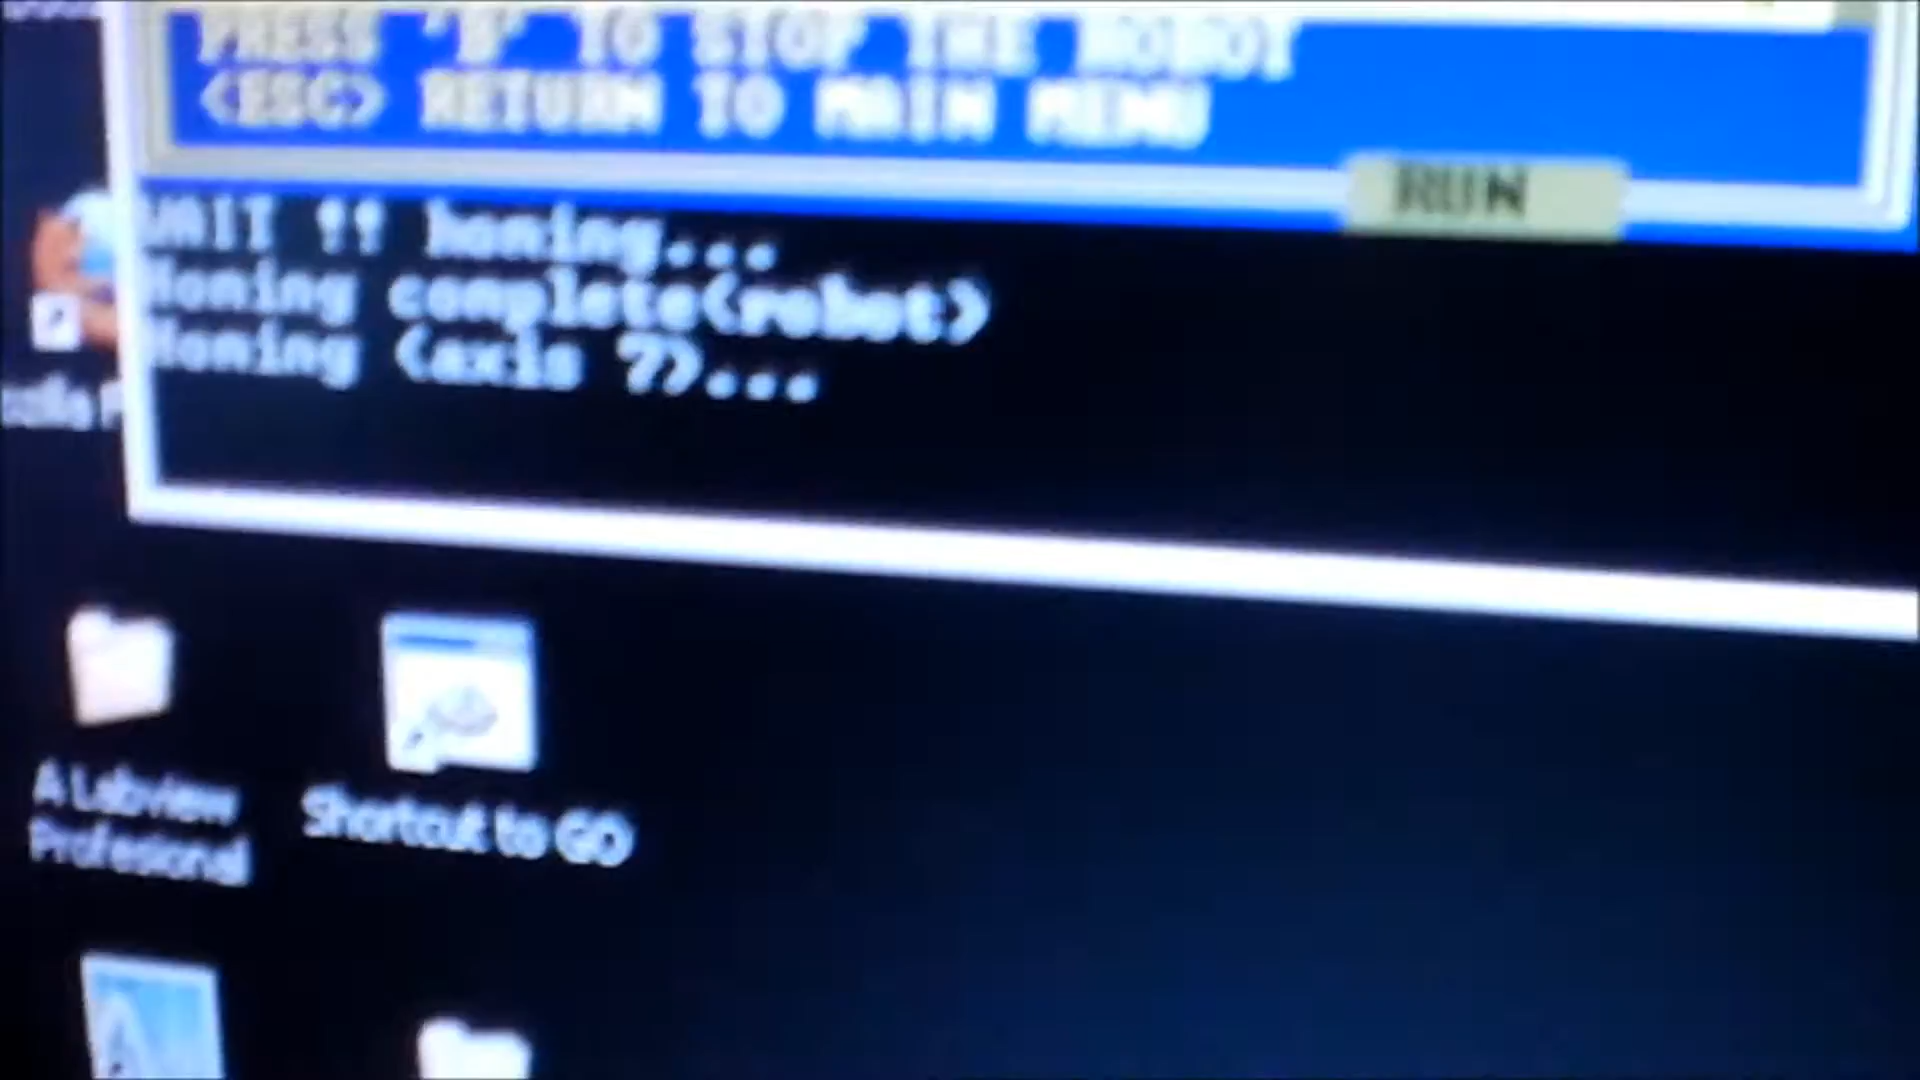 PRESS 'B' TO STOP THE ROBOT
<ESC> RETURN TO MAIN MENU
RUN
WAIT !! homing...
Homing complete(robot)
Homing (axis 7)...
A Labview
Profesional
Shortcut to GO